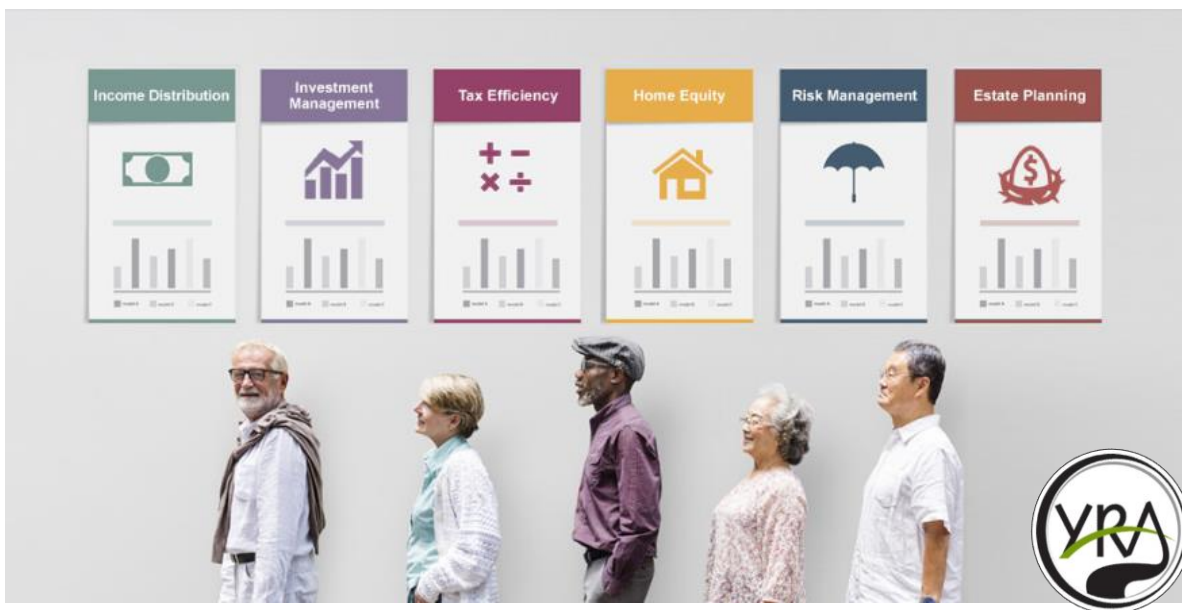 Income Distribution
Investment
Management
Tax Efficiency
Home Equity
Risk Management
Estate Planning
$
YRA